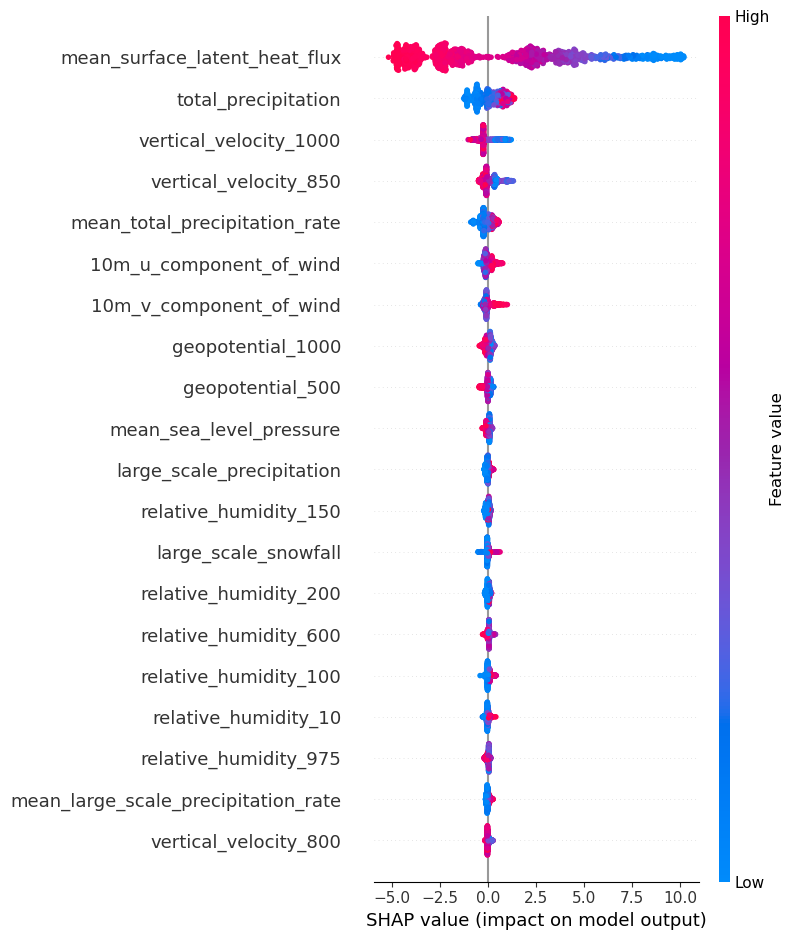 High
mean_surface_latent_heat_flux
total_precipitation
vertical_velocity_1000
vertical_velocity_850
mean_total_precipitation_rate
10m_u_component_of_wind
10m_v_component_of_wind
geopotential_1000
geopotential_500
mean_sea_level_pressure
large_scale_precipitation
relative_humidity_150
large_scale_snowfall
relative_humidity_200
relative_humidity_600
relative_humidity_100
relative_humidity_10
relative_humidity_975
mean_large_scale_precipitation_rate
vertical_velocity_800
Feature value
Low
−5.0 −2.5 0.0 2.5 5.0 7.5 10.0
SHAP value (impact on model output)